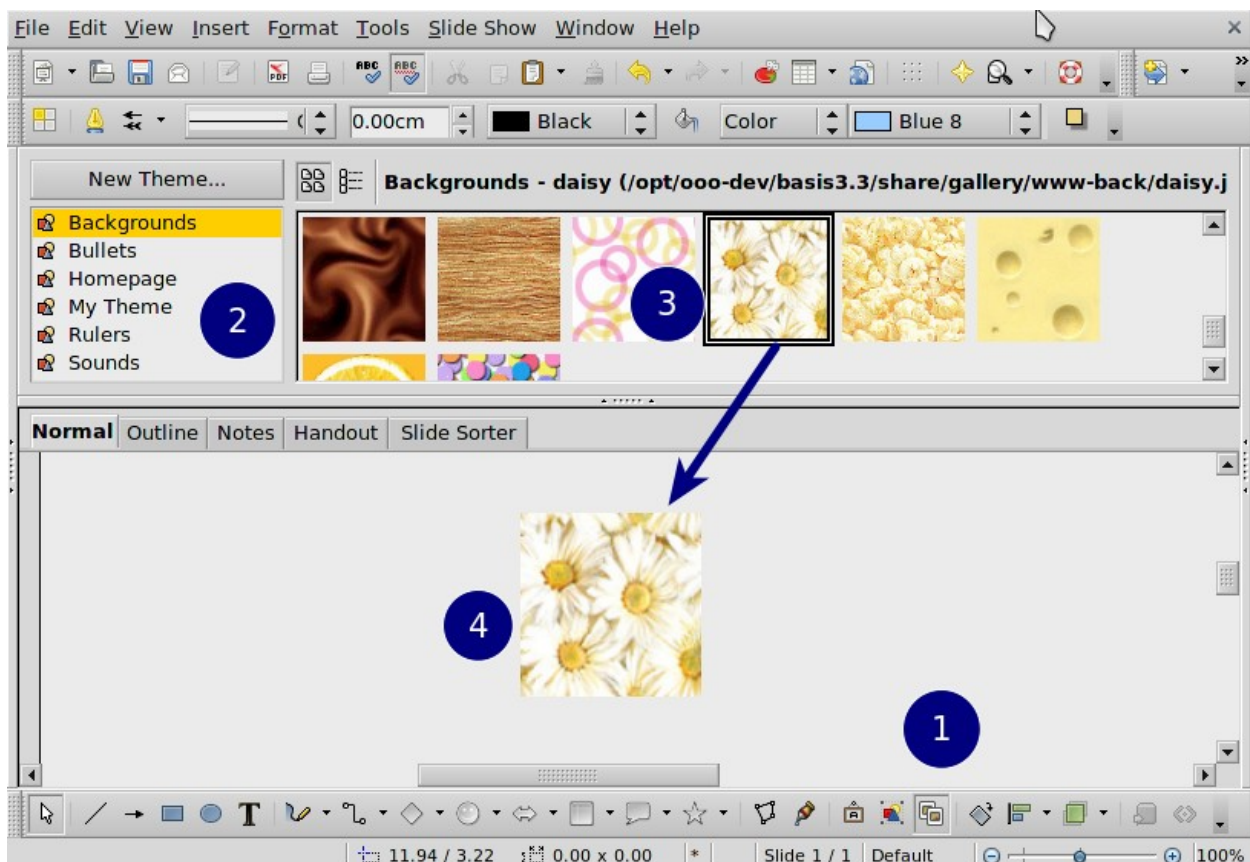 File Edit View Insert Format Tools Slide Show Window Help
PDF ABC ABC
0.00cm Black Color Blue 8
New Theme... Backgrounds - daisy (/opt/ooo-dev/basis3.3/share/gallery/www-back/daisy.j
Backgrounds
Bullets
Homepage
My Theme
Rulers
Sounds
2
3
Normal Outline Notes Handout Slide Sorter
4
1
T
11.94 / 3.22 0.00 x 0.00 * Slide 1 / 1 Default 100%